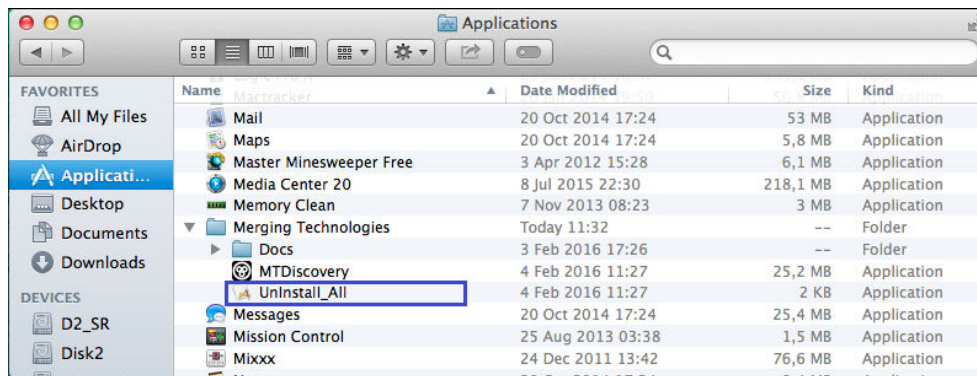 Applications
FAVORITES
All My Files
AirDrop
Applicati...
Desktop
Documents
Downloads
DEVICES
D2_SR
Disk2
Name Date Modified Size Kind
Mactracker
Mail 20 Oct 2014 17:24 53 MB Application
Maps 20 Oct 2014 17:24 5,8 MB Application
Master Minesweeper Free 3 Apr 2012 15:28 6,1 MB Application
Media Center 20 8 Jul 2015 22:30 218,1 MB Application
Memory Clean 7 Nov 2013 08:23 3 MB Application
Merging Technologies Today 11:32 -- Folder
Docs 3 Feb 2016 17:26 -- Folder
MTDiscovery 4 Feb 2016 11:27 25,2 MB Application
UnInstall_All 4 Feb 2016 11:27 2 KB Application
Messages 20 Oct 2014 17:24 25,4 MB Application
Mission Control 25 Aug 2013 03:38 1,5 MB Application
Mixxx 24 Dec 2011 13:42 76,6 MB Application